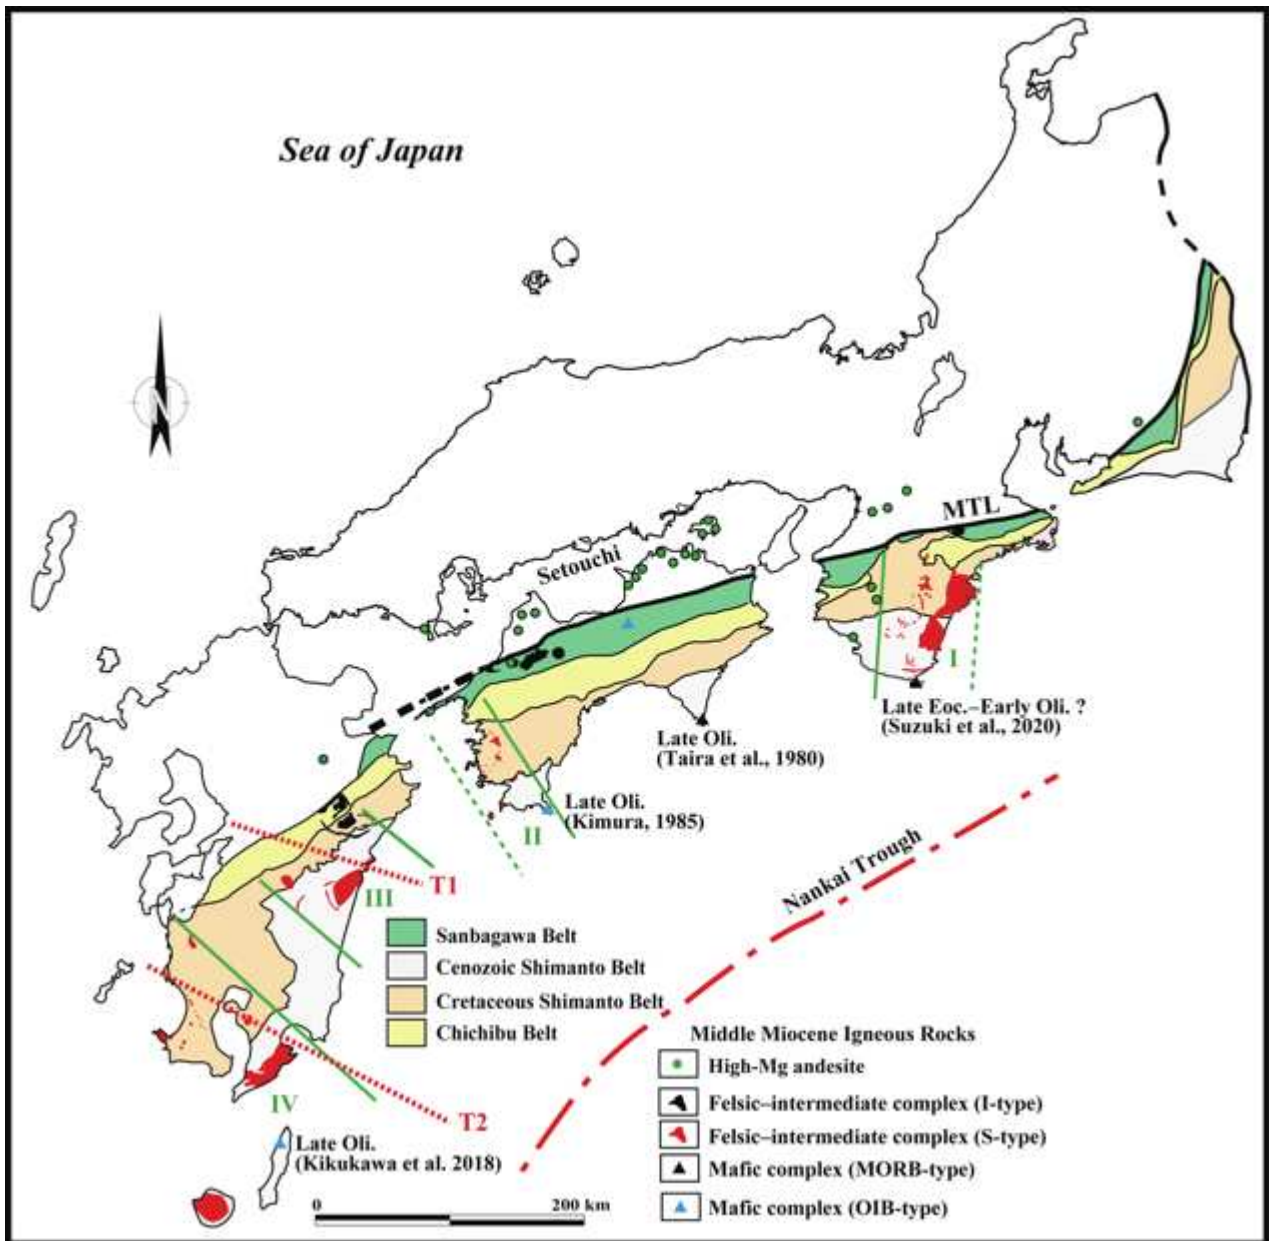 Sea of Japan
N
MTL
Setouchi
I
Late Eoc.–Early Oli. ?
(Suzuki et al., 2020)
Late Oli.
(Taira et al., 1980)
Late Oli.
(Kimura, 1985)
II
Nankai Trough
T1
III
Sanbagawa Belt
Cenozoic Shimanto Belt
Cretaceous Shimanto Belt
Chichibu Belt
Middle Miocene Igneous Rocks
High-Mg andesite
Felsic–intermediate complex (I-type)
Felsic–intermediate complex (S-type)
Mafic complex (MORB-type)
Mafic complex (OIB-type)
IV
T2
Late Oli.
(Kikukawa et al. 2018)
0 200 km